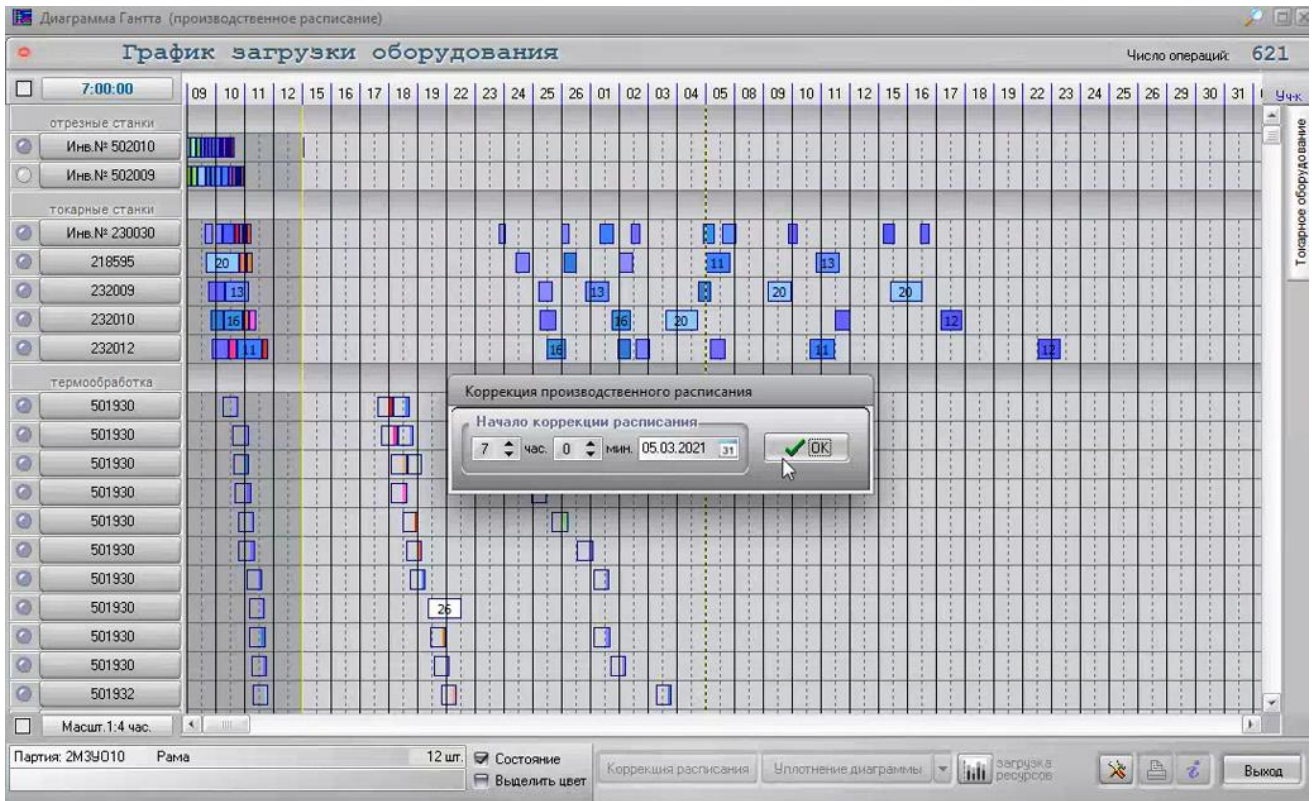 Диаграмма Гантта (производственное расписание)
График загрузки оборудования
Число операций: 621
7:00:00 09 10 11 12 15 16 17 18 19 22 23 24 25 26 01 02 03 04 05 08 09 10 11 12 15 16 17 18 19 22 23 24 25 26 29 30 31 Уч-к
Токарное оборудование
отрезные станки
Инв.№ 502010
Инв.№ 502009
токарные станки
Инв.№ 230030
218595 20 11 13
232009 13 13 20 20
232010 16 16 20 12
232012 11 16 11 12
термообработка
501930
501930
501930
501930
501930
501930
501930
501930 26
501930
501930
501932
Коррекция производственного расписания
Начало коррекции расписания
7 час. 0 мин. 05.03.2021 31 OK
Масшт.1:4 час.
Партия: 2МЗУО10 Рама 12 шт.
Состояние
Выделить цвет
Коррекция расписания
Уплотнение диаграммы
загрузка
ресурсов
Выход